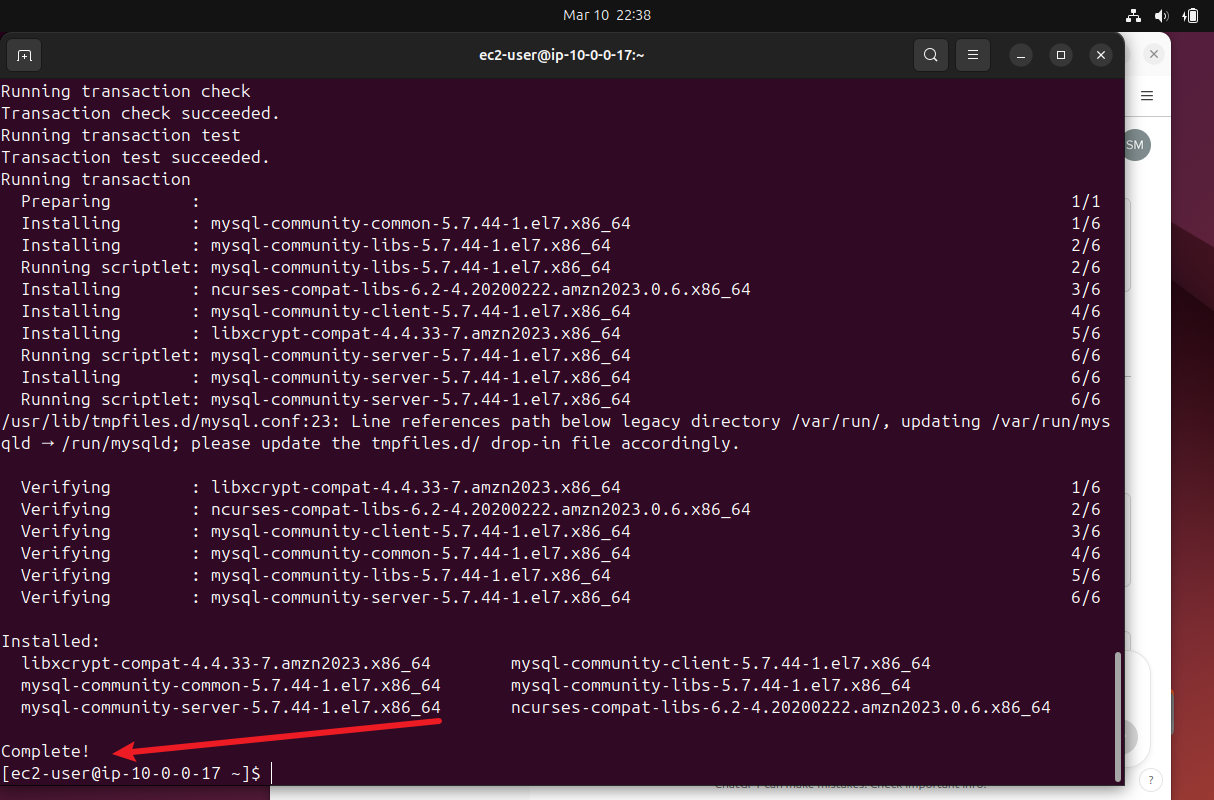 Mar 10 22:38
ec2-user@ip-10-0-0-17:~
SM
Running transaction check
Transaction check succeeded.
Running transaction test
Transaction test succeeded.
Running transaction
Preparing : 1/1
Installing : mysql-community-common-5.7.44-1.el7.x86_64 1/6
Installing : mysql-community-libs-5.7.44-1.el7.x86_64 2/6
Running scriptlet: mysql-community-libs-5.7.44-1.el7.x86_64 2/6
Installing : ncurses-compat-libs-6.2-4.20200222.amzn2023.0.6.x86_64 3/6
Installing : mysql-community-client-5.7.44-1.el7.x86_64 4/6
Installing : libxcrypt-compat-4.4.33-7.amzn2023.x86_64 5/6
Running scriptlet: mysql-community-server-5.7.44-1.el7.x86_64 6/6
Installing : mysql-community-server-5.7.44-1.el7.x86_64 6/6
Running scriptlet: mysql-community-server-5.7.44-1.el7.x86_64 6/6
/usr/lib/tmpfiles.d/mysql.conf:23: Line references path below legacy directory /var/run/, updating /var/run/mys
qld → /run/mysqld; please update the tmpfiles.d/ drop-in file accordingly.
Verifying : libxcrypt-compat-4.4.33-7.amzn2023.x86_64 1/6
Verifying : ncurses-compat-libs-6.2-4.20200222.amzn2023.0.6.x86_64 2/6
Verifying : mysql-community-client-5.7.44-1.el7.x86_64 3/6
Verifying : mysql-community-common-5.7.44-1.el7.x86_64 4/6
Verifying : mysql-community-libs-5.7.44-1.el7.x86_64 5/6
Verifying : mysql-community-server-5.7.44-1.el7.x86_64 6/6
Installed:
libxcrypt-compat-4.4.33-7.amzn2023.x86_64 mysql-community-client-5.7.44-1.el7.x86_64
mysql-community-common-5.7.44-1.el7.x86_64 mysql-community-libs-5.7.44-1.el7.x86_64
mysql-community-server-5.7.44-1.el7.x86_64 ncurses-compat-libs-6.2-4.20200222.amzn2023.0.6.x86_64
Complete!
[ec2-user@ip-10-0-0-17 ~]$
?